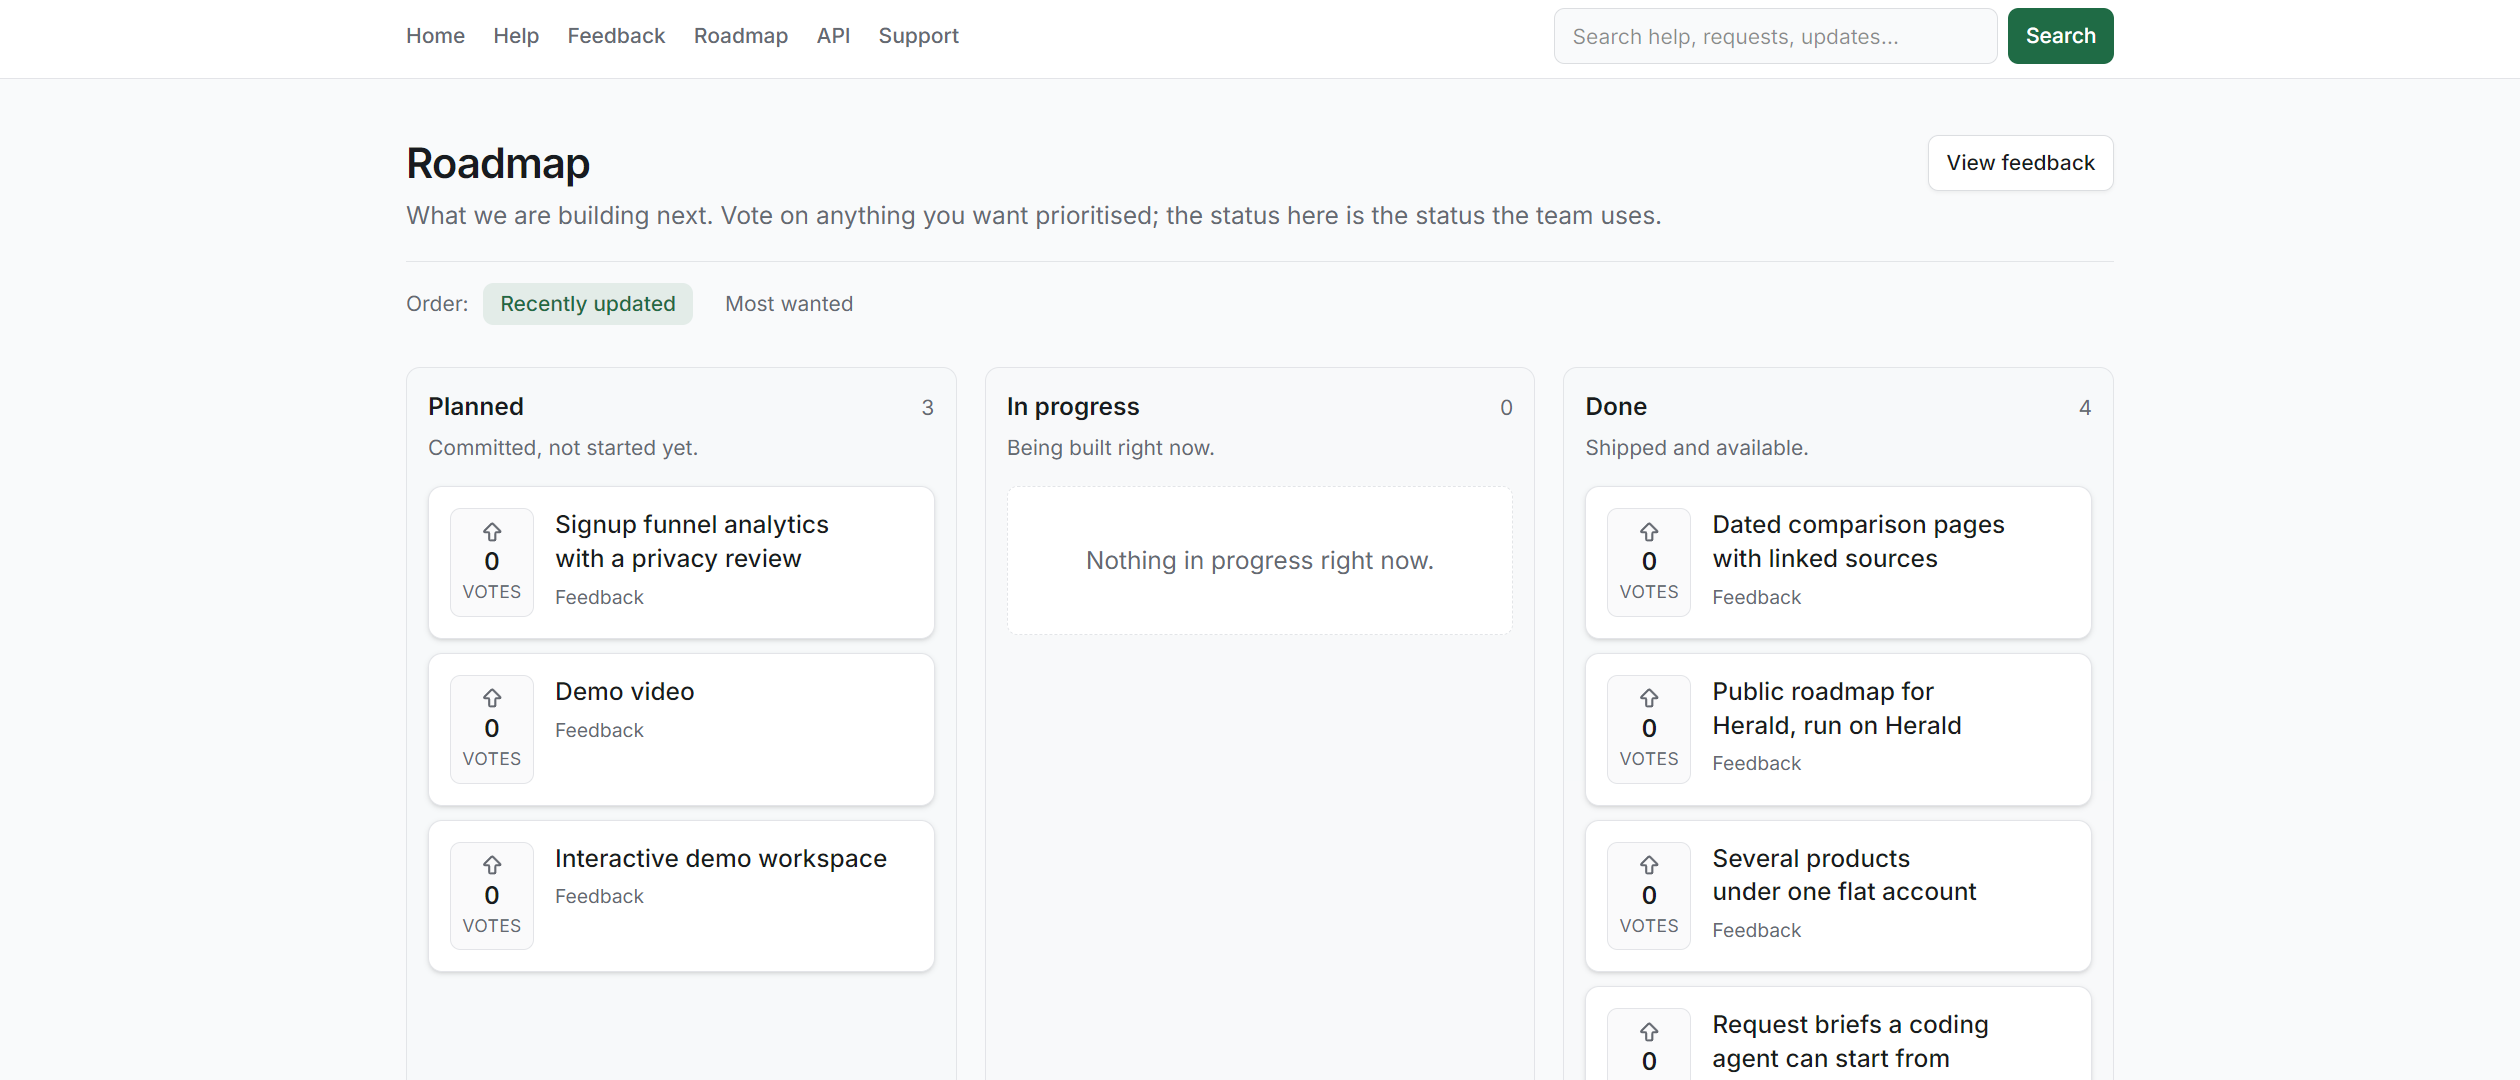 Home Help Feedback Roadmap API Support
Search help, requests, updates...
Search
Roadmap
View feedback
What we are building next. Vote on anything you want prioritised; the status here is the status the team uses.
Order: Recently updated Most wanted
Planned 3
Committed, not started yet.
0
VOTES
Signup funnel analytics
with a privacy review
Feedback
0
VOTES
Demo video
Feedback
0
VOTES
Interactive demo workspace
Feedback
In progress 0
Being built right now.
Nothing in progress right now.
Done 4
Shipped and available.
0
VOTES
Dated comparison pages
with linked sources
Feedback
0
VOTES
Public roadmap for
Herald, run on Herald
Feedback
0
VOTES
Several products
under one flat account
Feedback
0
Request briefs a coding
agent can start from